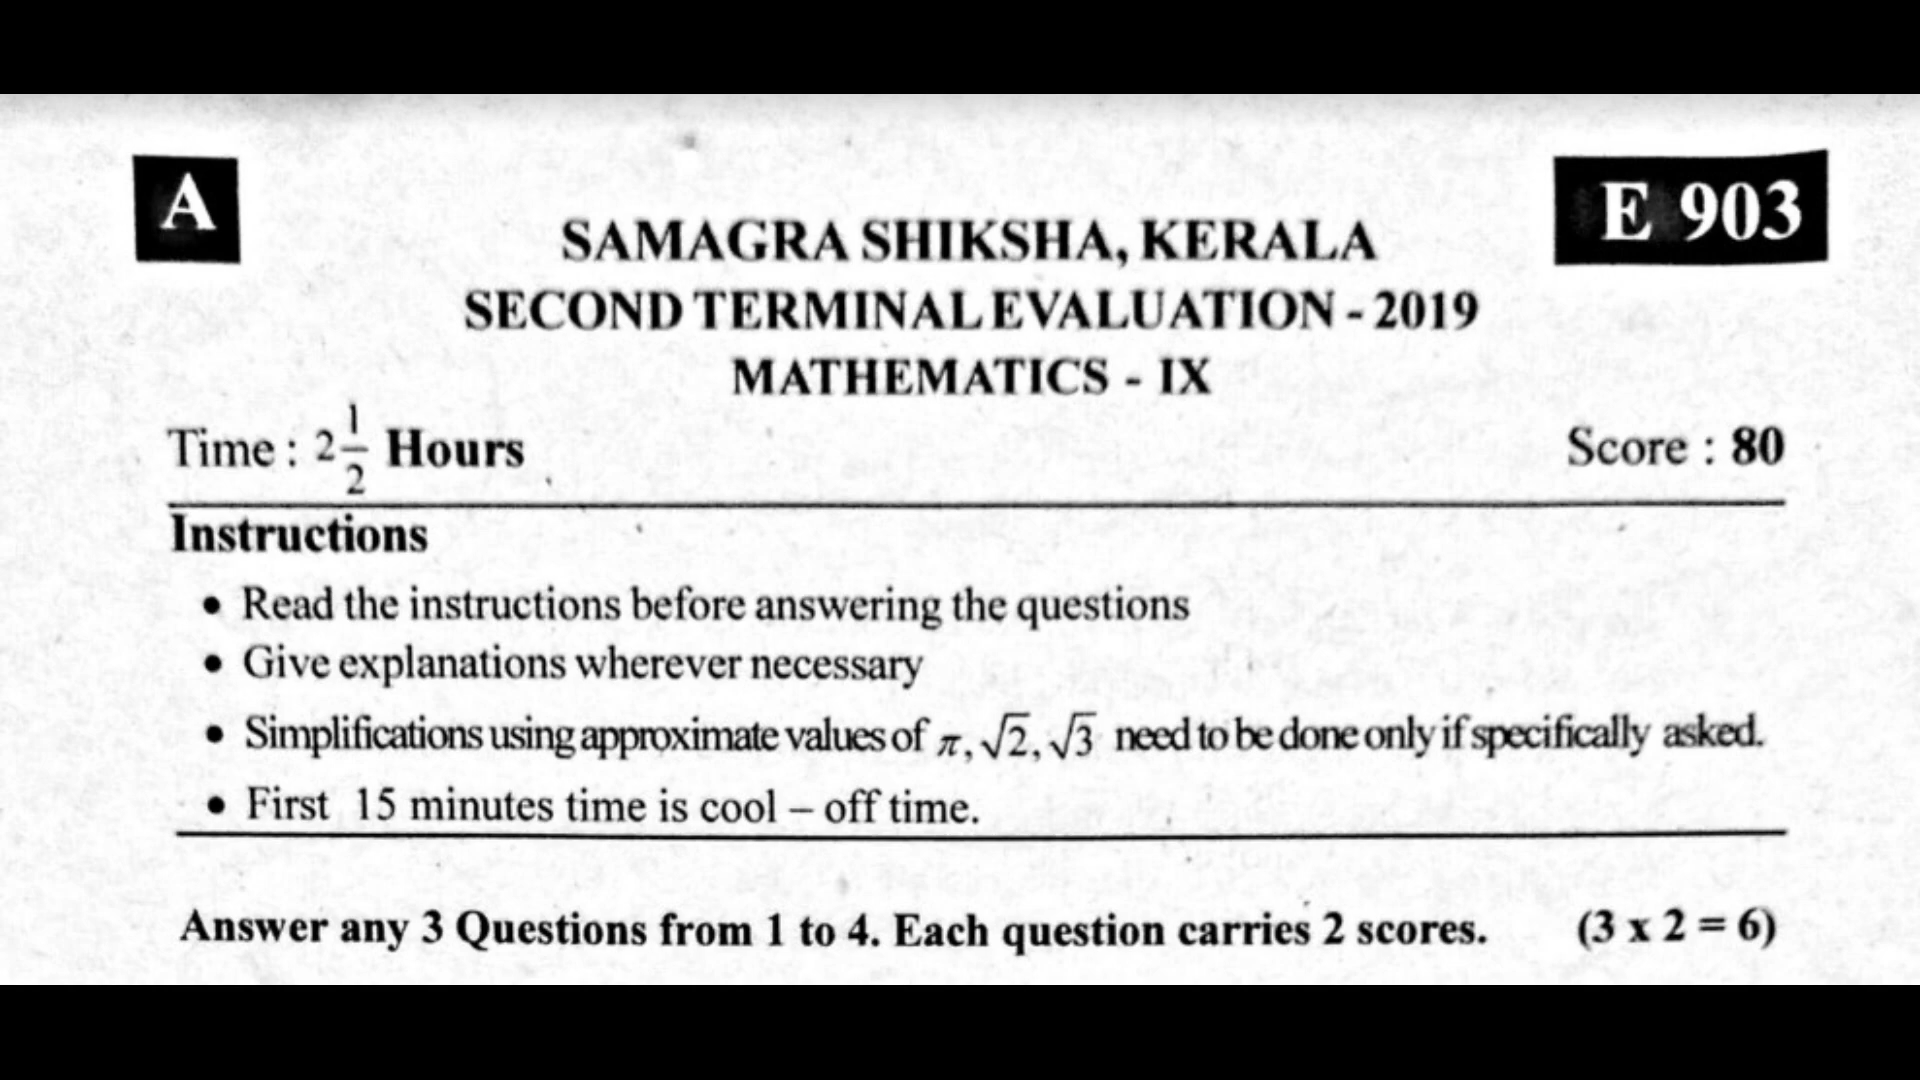 A
E 903
SAMAGRA SHIKSHA, KERALA
SECOND TERMINAL EVALUATION - 2019
MATHEMATICS - IX
Time : 2 1/2 Hours
Score : 80
Instructions
• Read the instructions before answering the questions
• Give explanations wherever necessary
• Simplifications using approximate values of π, √2, √3 need to be done only if specifically asked.
• First 15 minutes time is cool – off time.
Answer any 3 Questions from 1 to 4. Each question carries 2 scores. (3 x 2 = 6)